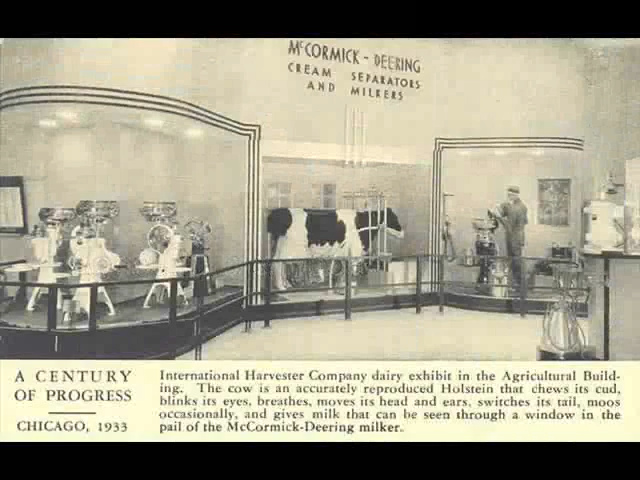 McCORMICK - DEERING
CREAM SEPARATORS
AND MILKERS
A CENTURY
OF PROGRESS
CHICAGO, 1933
International Harvester Company dairy exhibit in the Agricultural Build-
ing. The cow is an accurately reproduced Holstein that chews its cud,
blinks its eyes, breathes, moves its head and ears, switches its tail, moos
occasionally, and gives milk that can be seen through a window in the
pail of the McCormick-Deering milker.